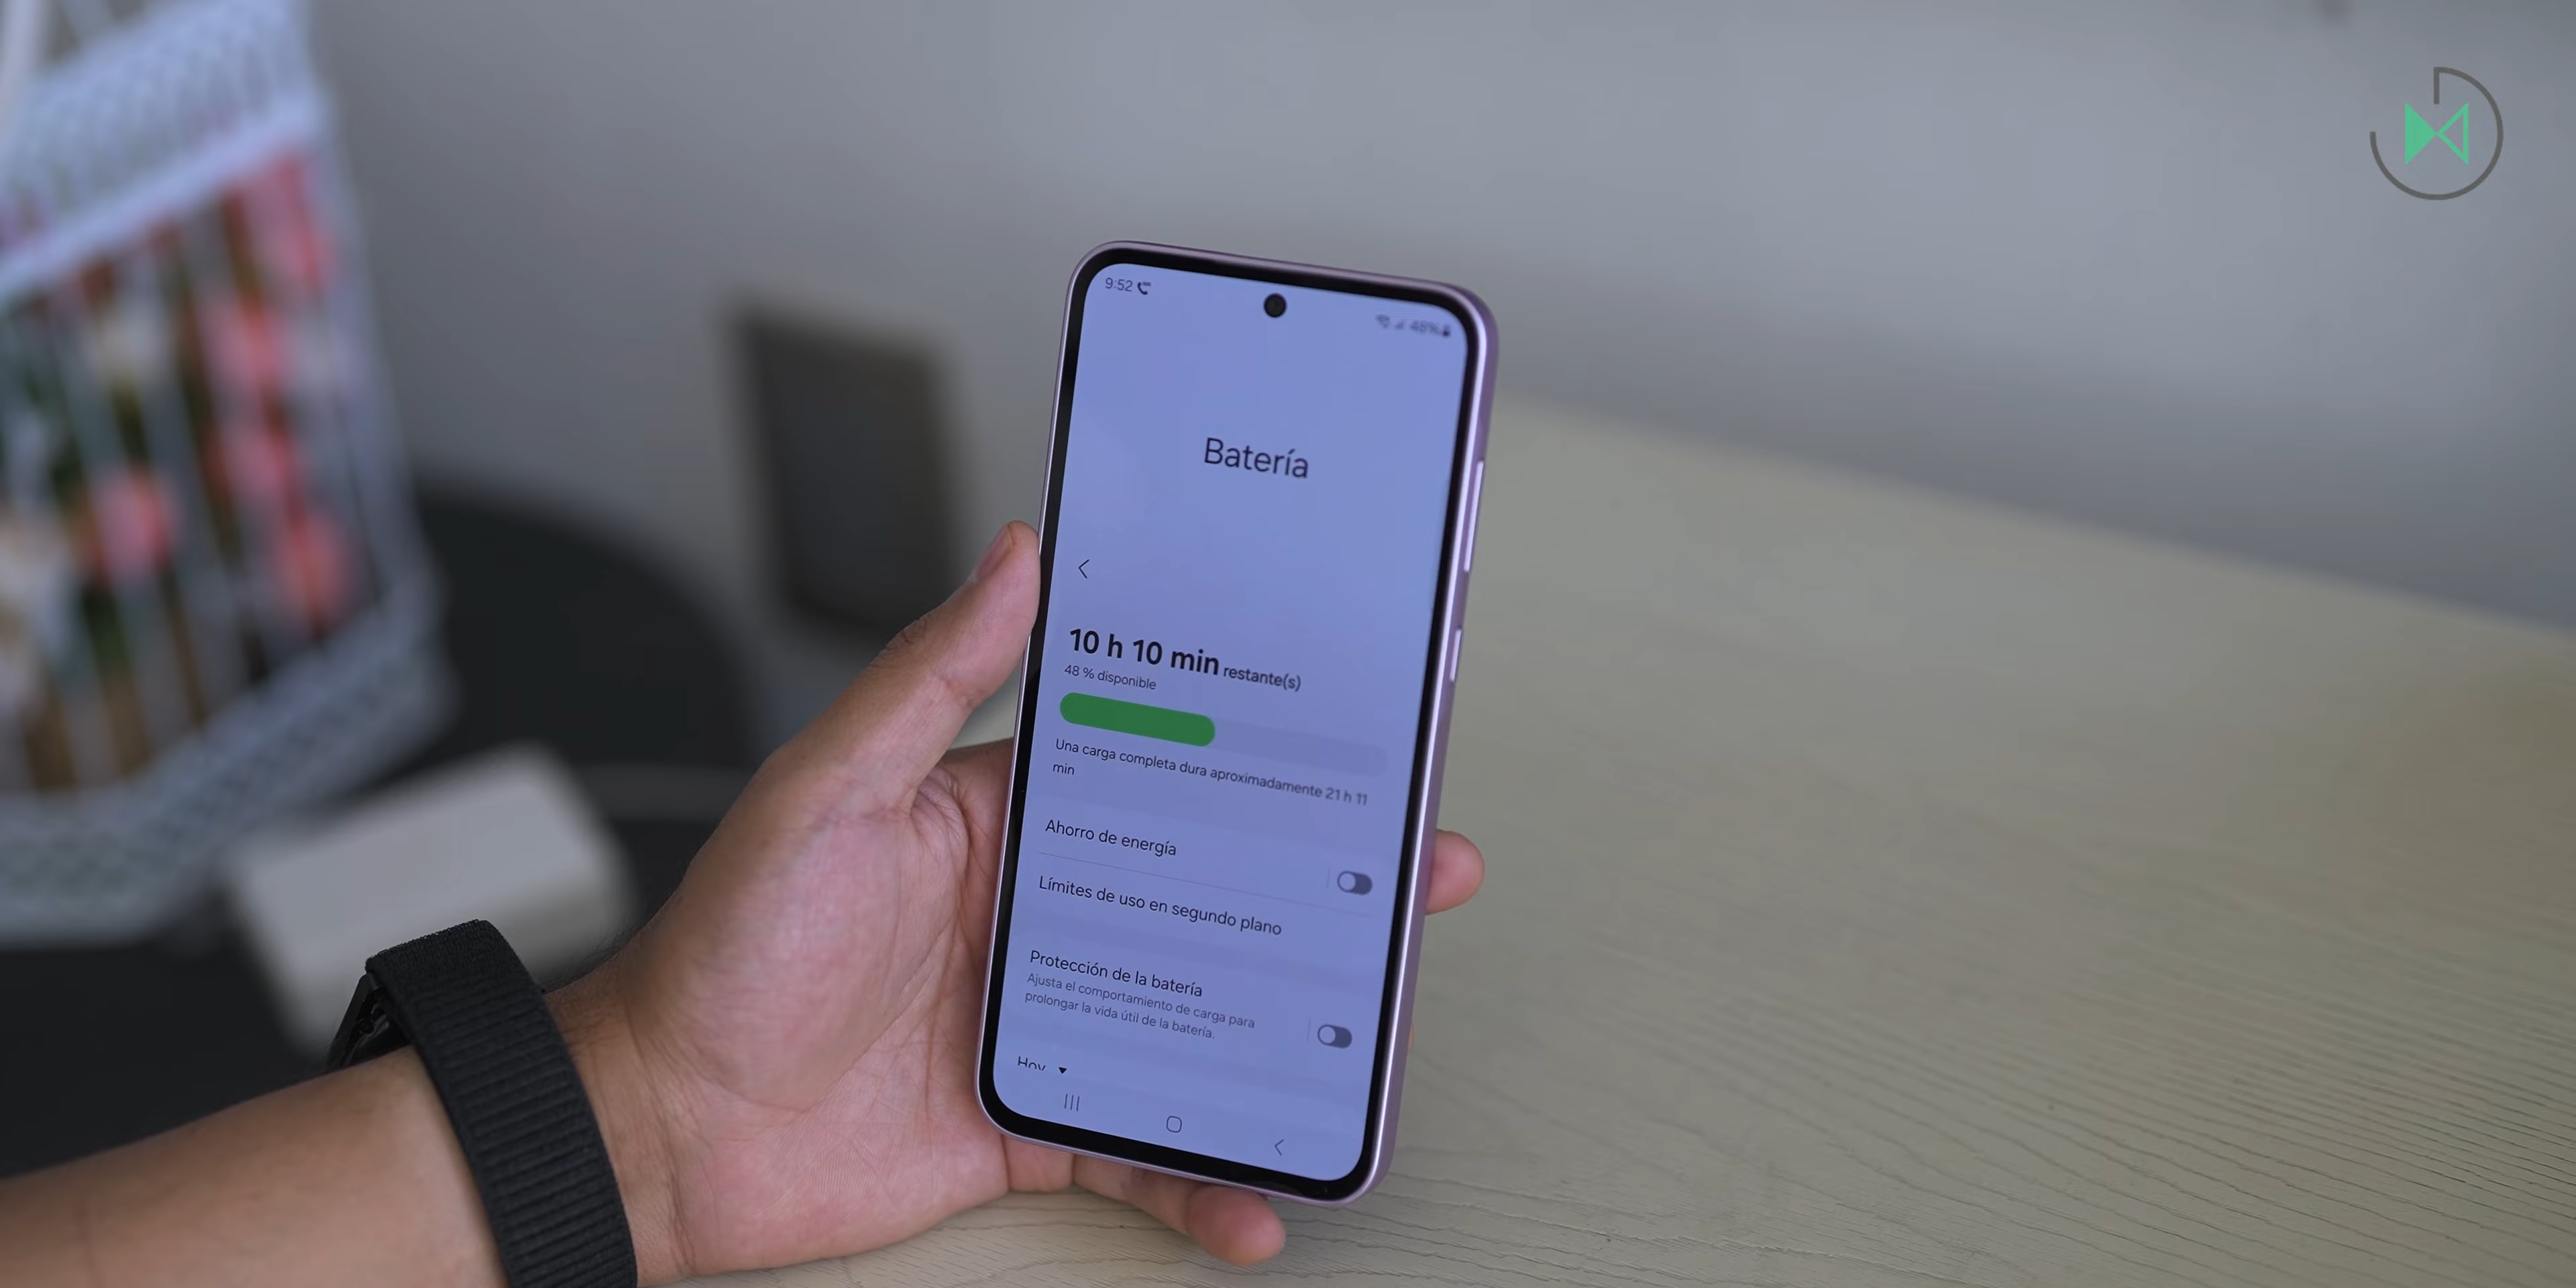 9:52
48%
Batería
10 h 10 min restante(s)
48 % disponible
Una carga completa dura aproximadamente 21 h 11
min
Ahorro de energía
Límites de uso en segundo plano
Protección de la batería
Ajusta el comportamiento de carga para
prolongar la vida útil de la batería.
Hoy